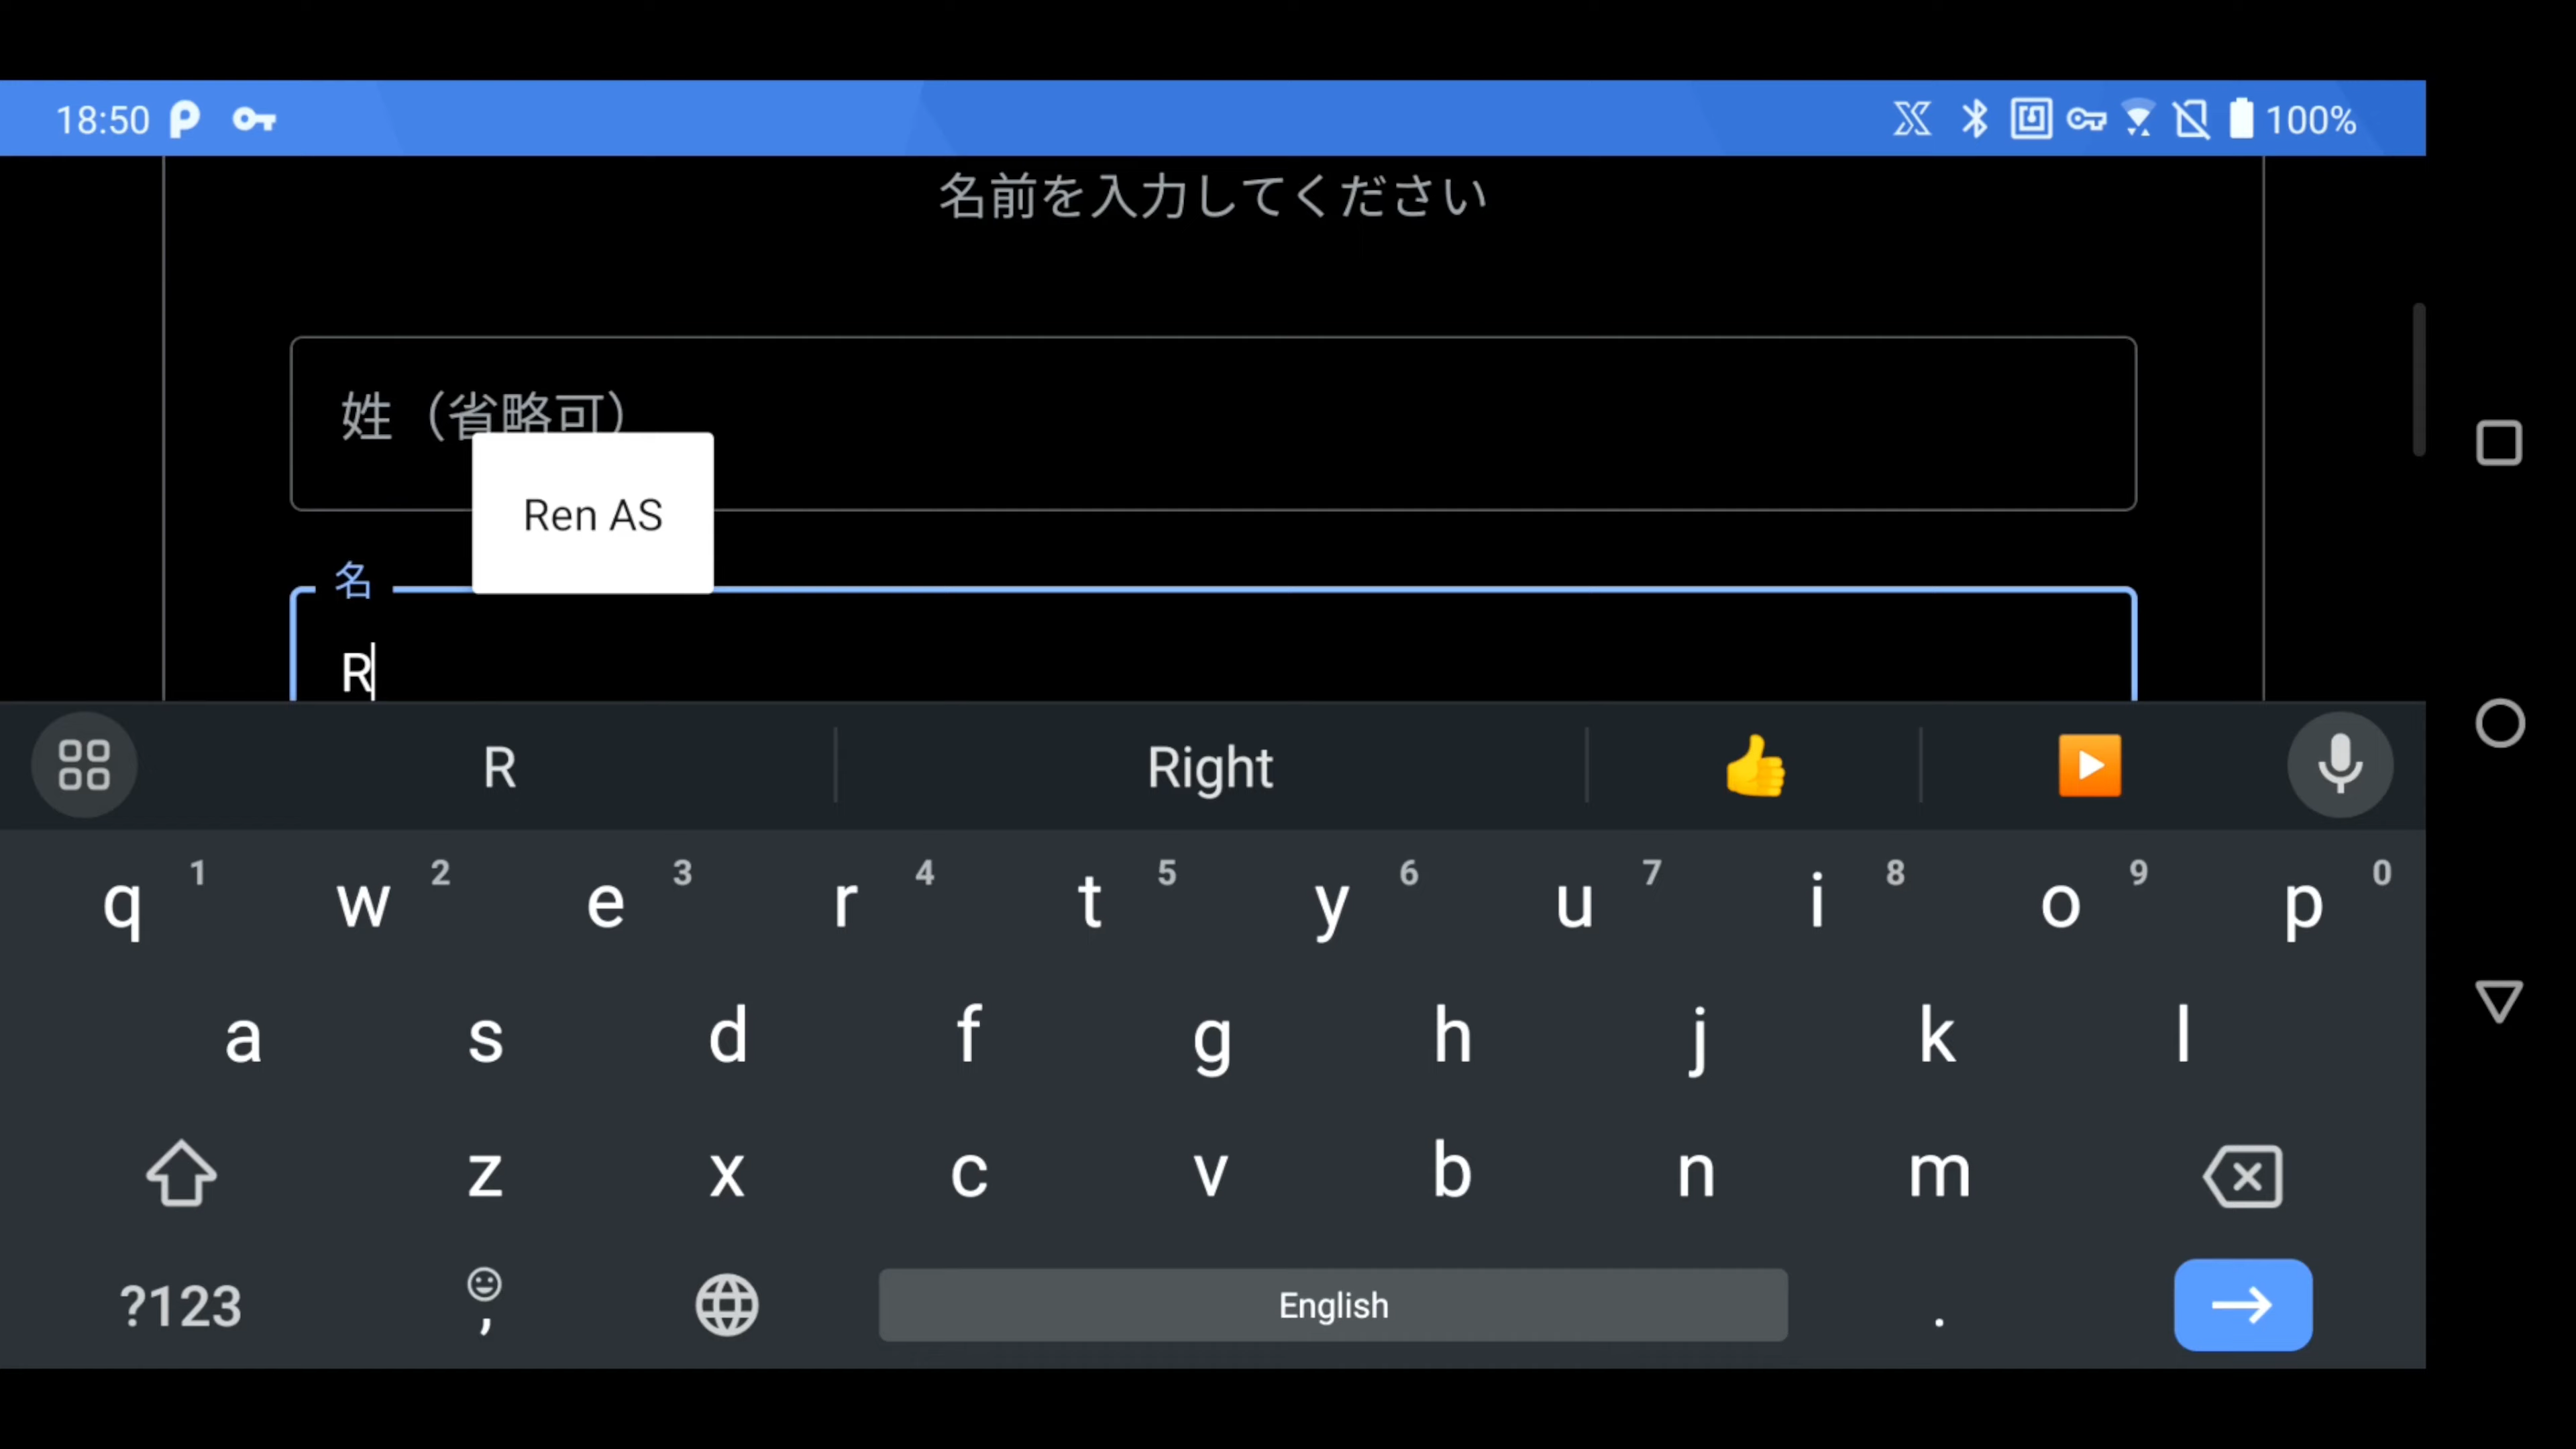 18:50 100%
名前を入力してください
姓（省略可）
Ren AS
名
R
R Right
q 1 w 2 e 3 r 4 t 5 y 6 u 7 i 8 o 9 p 0
a s d f g h j k l
z x c v b n m
?123 , English .